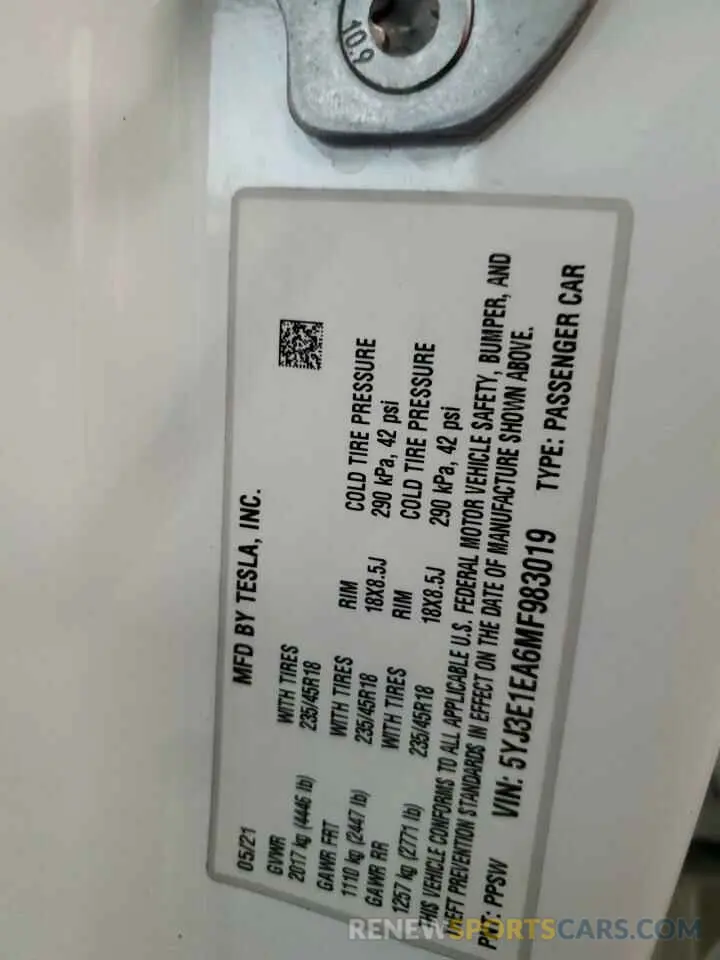 10.9
MFD BY TESLA, INC.
05/21
GVWR WITH TIRES RIM COLD TIRE PRESSURE
2017 kg (4446 lb) 235/45R18 18X8.5J 290 kPa, 42 psi
GAWR FRT WITH TIRES RIM COLD TIRE PRESSURE
1110 kg (2447 lb) 235/45R18 18X8.5J 290 kPa, 42 psi
GAWR RR WITH TIRES
1257 kg (2771 lb) 235/45R18
THIS VEHICLE CONFORMS TO ALL APPLICABLE U.S. FEDERAL MOTOR VEHICLE SAFETY, BUMPER, AND
THEFT PREVENTION STANDARDS IN EFFECT ON THE DATE OF MANUFACTURE SHOWN ABOVE.
PNT: PPSW VIN: 5YJ3E1EA6MF983019 TYPE: PASSENGER CAR
RENEWSPORTSCARS.COM